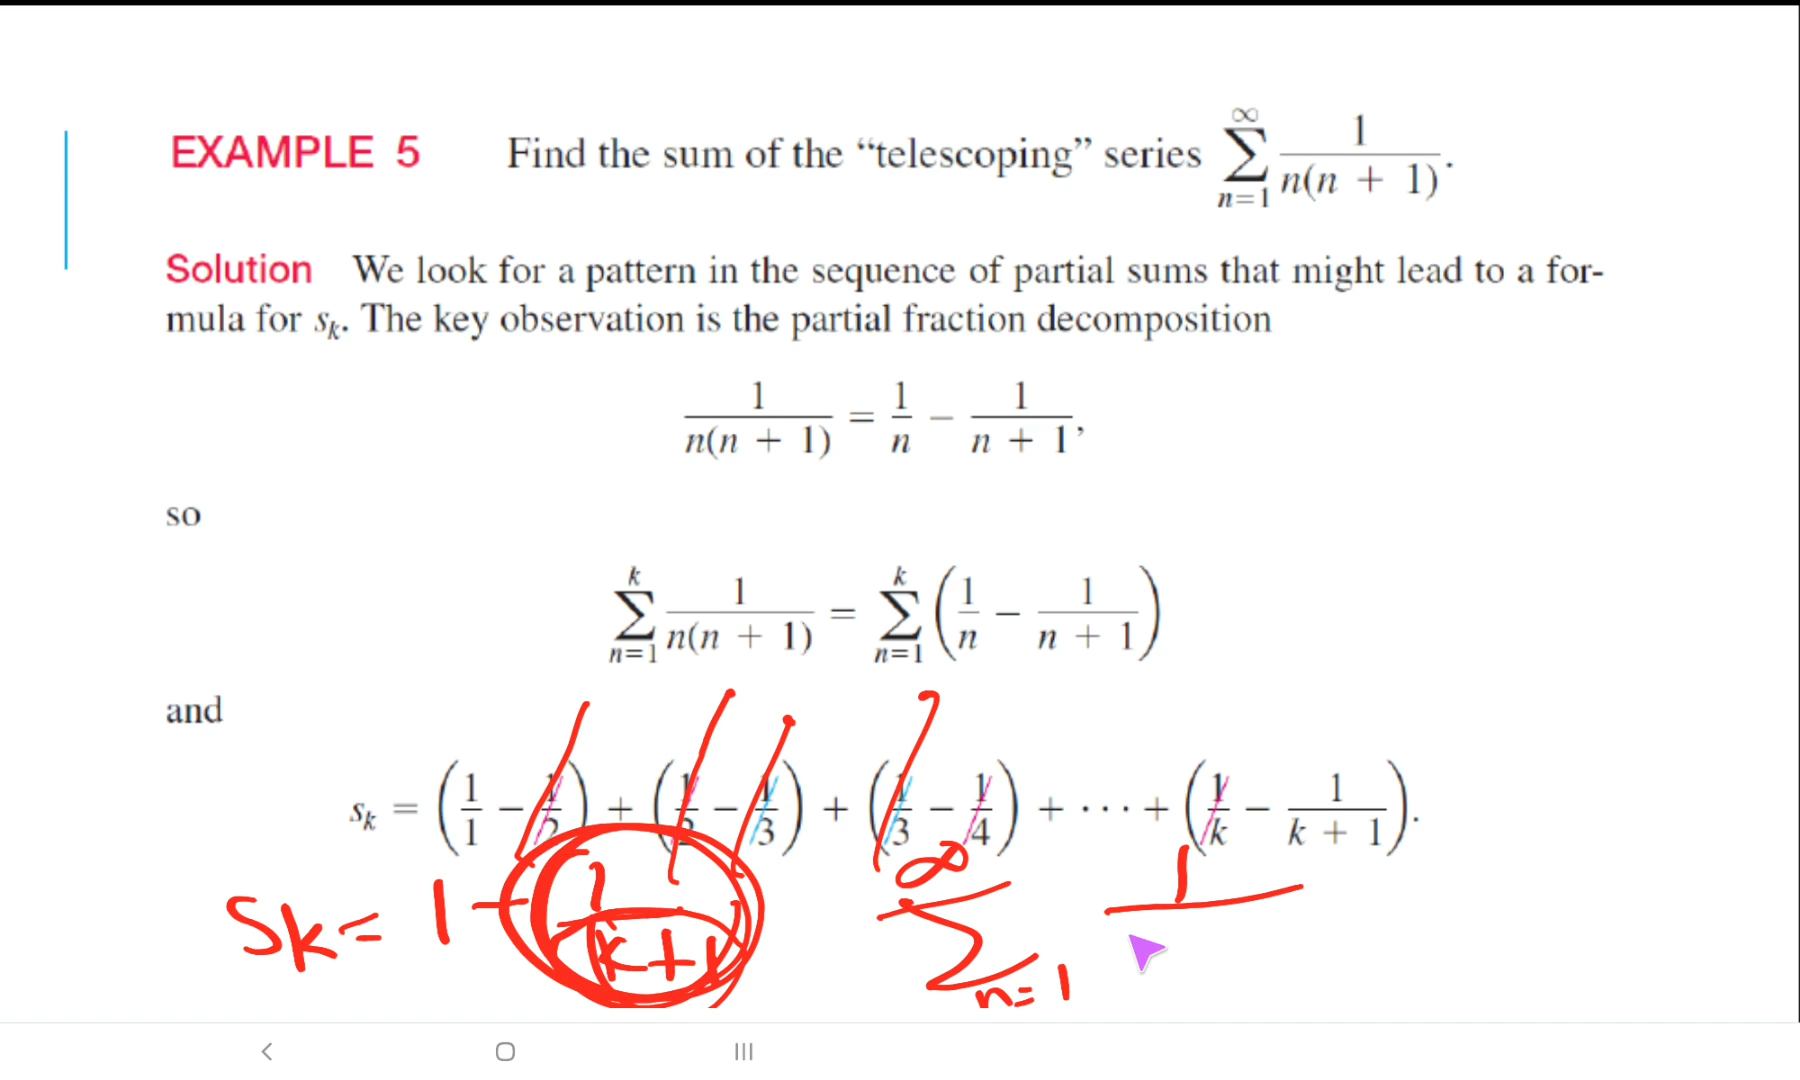 EXAMPLE 5 Find the sum of the “telescoping” series ∞ ∑ n=1 1 / n(n + 1).
Solution We look for a pattern in the sequence of partial sums that might lead to a for-
mula for sₖ. The key observation is the partial fraction decomposition
1 / n(n + 1) = 1 / n − 1 / n + 1,
so
k ∑ n=1 1 / n(n + 1) = k ∑ n=1 (1 / n − 1 / n + 1)
and
sₖ = (1/1 − 1/2) + (1/2 − 1/3) + (1/3 − 1/4) + ··· + (1/k − 1 / k + 1).
Sk = 1 − 1 / k+1 ∞ ∑ n=1 1